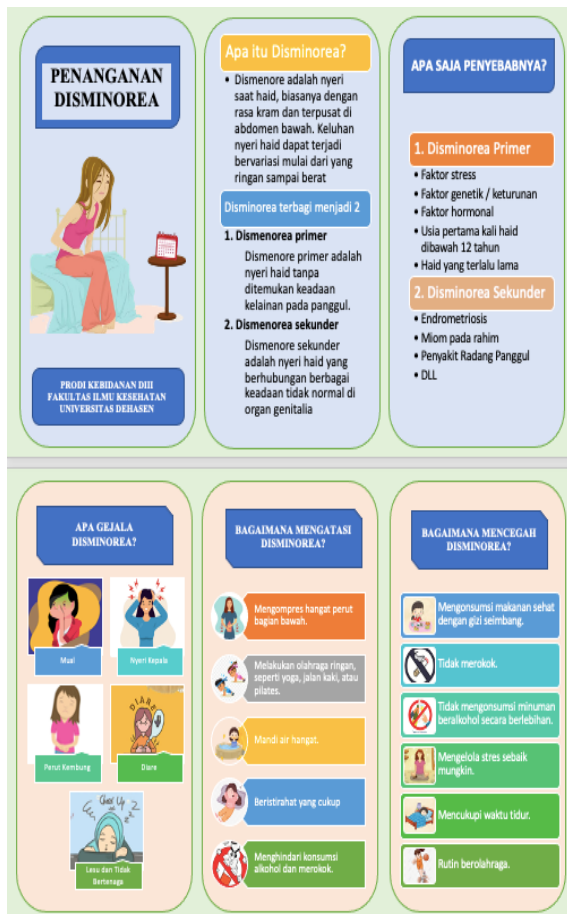 PENANGANAN
DISMINOREA
PRODI KEBIDANAN DIII
FAKULTAS ILMU KESEHATAN
UNIVERSITAS DEHASEN
Apa itu Disminorea?
• Dismenore adalah nyeri
saat haid, biasanya dengan
rasa kram dan terpusat di
abdomen bawah. Keluhan
nyeri haid dapat terjadi
bervariasi mulai dari yang
ringan sampai berat
Disminorea terbagi menjadi 2
1. Dismenorea primer
Dismenore primer adalah
nyeri haid tanpa
ditemukan keadaan
kelainan pada panggul.
2. Dismenorea sekunder
Dismenore sekunder
adalah nyeri haid yang
berhubungan berbagai
keadaan tidak normal di
organ genitalia
APA SAJA PENYEBABNYA?
1. Disminorea Primer
• Faktor stress
• Faktor genetik / keturunan
• Faktor hormonal
• Usia pertama kali haid
dibawah 12 tahun
• Haid yang terlalu lama
2. Disminorea Sekunder
• Endrometriosis
• Miom pada rahim
• Penyakit Radang Panggul
• DLL
APA GEJALA
DISMINOREA?
Mual
Nyeri Kepala
Perut Kembung
DIARE
Diare
Lesu dan Tidak
Bertenaga
BAGAIMANA MENGATASI
DISMINOREA?
Mengompres hangat perut
bagian bawah.
Melakukan olahraga ringan,
seperti yoga, jalan kaki, atau
pilates.
Mandi air hangat.
Beristirahat yang cukup
Menghindari konsumsi
alkohol dan merokok.
BAGAIMANA MENCEGAH
DISMINOREA?
Mengonsumsi makanan sehat
dengan gizi seimbang.
Tidak merokok.
Tidak mengonsumsi minuman
beralkohol secara berlebihan.
Mengelola stres sebaik
mungkin.
Mencukupi waktu tidur.
Rutin berolahraga.